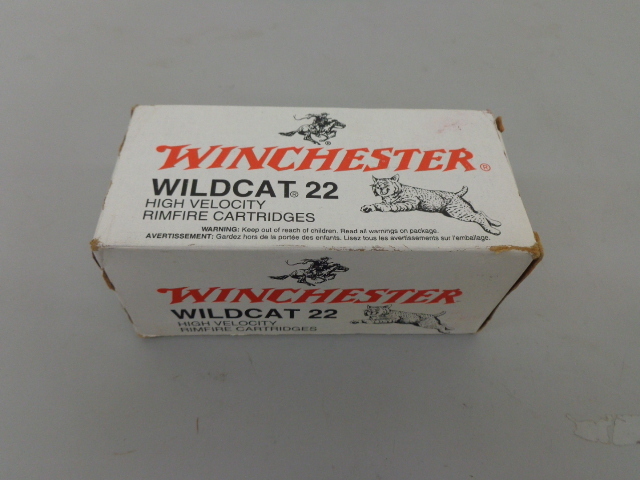 WINCHESTER®
WILDCAT® 22
HIGH VELOCITY
RIMFIRE CARTRIDGES
WARNING: Keep out of reach of children. Read all warnings on package.
AVERTISSEMENT: Gardez hors de la portée des enfants. Lisez tous les avertissements sur l'emballage.
WINCHESTER
WILDCAT 22
HIGH VELOCITY
RIMFIRE CARTRIDGES